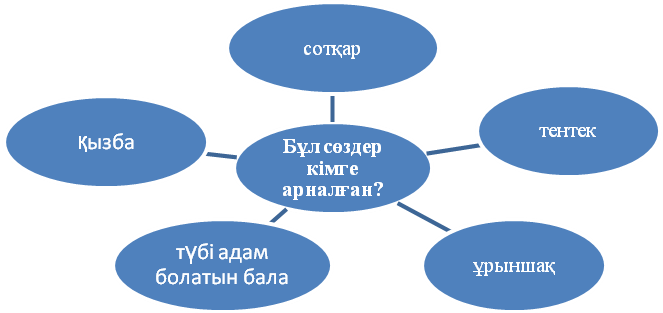 сотқар
қызба
тентек
Бұл сөздер
кімге
арналған?
түбі адам
болатын бала
ұрыншақ